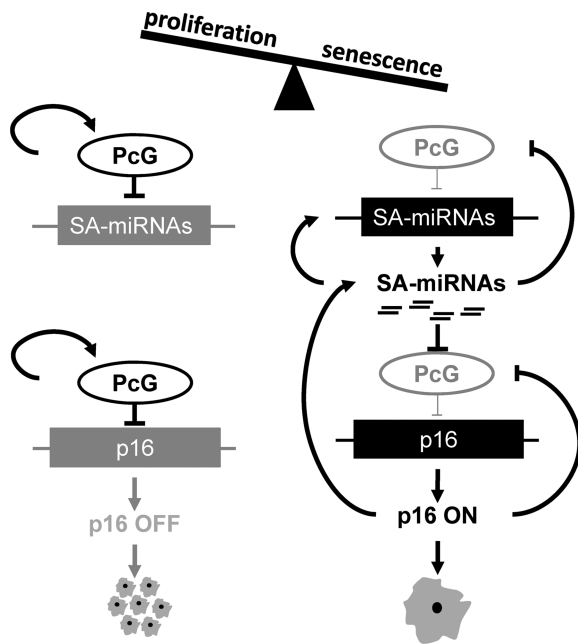 proliferation
senescence
PcG
SA-miRNAs
PcG
p16
p16 OFF
PcG
SA-miRNAs
SA-miRNAs
PcG
p16
p16 ON